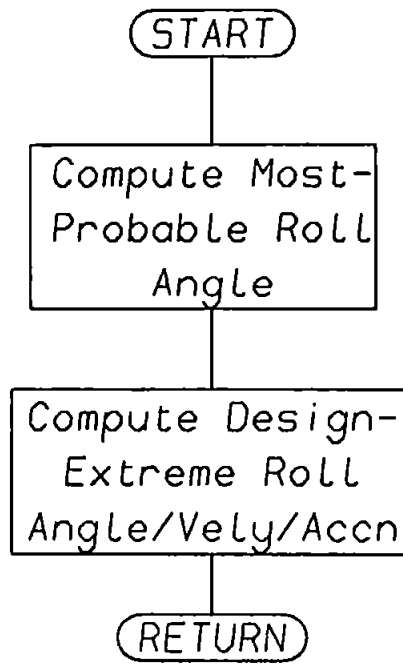 START
Compute Most-
Probable Roll
Angle
Compute Design-
Extreme Roll
Angle/Vely/Accn
RETURN